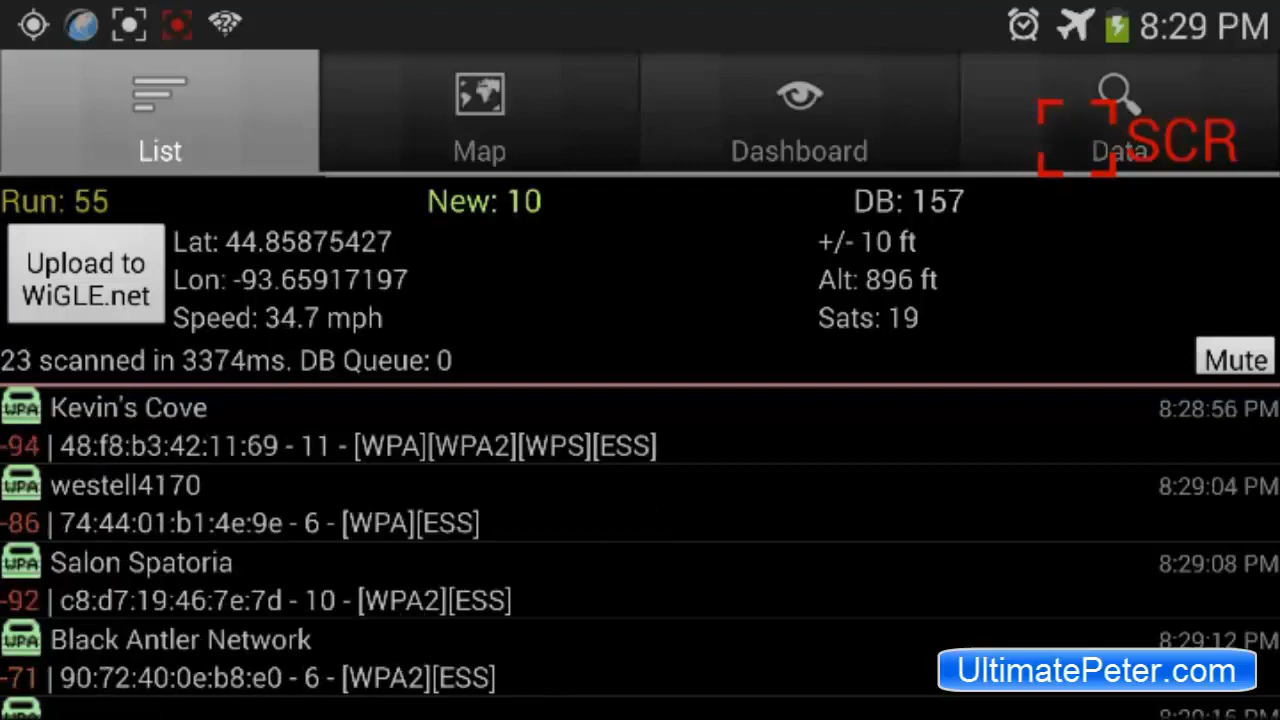 8:29 PM
List
Map
Dashboard
Data
SCR
Run: 55
New: 10
DB: 157
Upload to
WiGLE.net
Lat: 44.85875427
+/- 10 ft
Lon: -93.65917197
Alt: 896 ft
Speed: 34.7 mph
Sats: 19
23 scanned in 3374ms. DB Queue: 0
Mute
WPA Kevin's Cove 8:28:56 PM
-94 | 48:f8:b3:42:11:69 - 11 - [WPA][WPA2][WPS][ESS]
WPA westell4170 8:29:04 PM
-86 | 74:44:01:b1:4e:9e - 6 - [WPA][ESS]
WPA Salon Spatoria 8:29:08 PM
-92 | c8:d7:19:46:7e:7d - 10 - [WPA2][ESS]
WPA Black Antler Network 8:29:12 PM
-71 | 90:72:40:0e:b8:e0 - 6 - [WPA2][ESS]
UltimatePeter.com